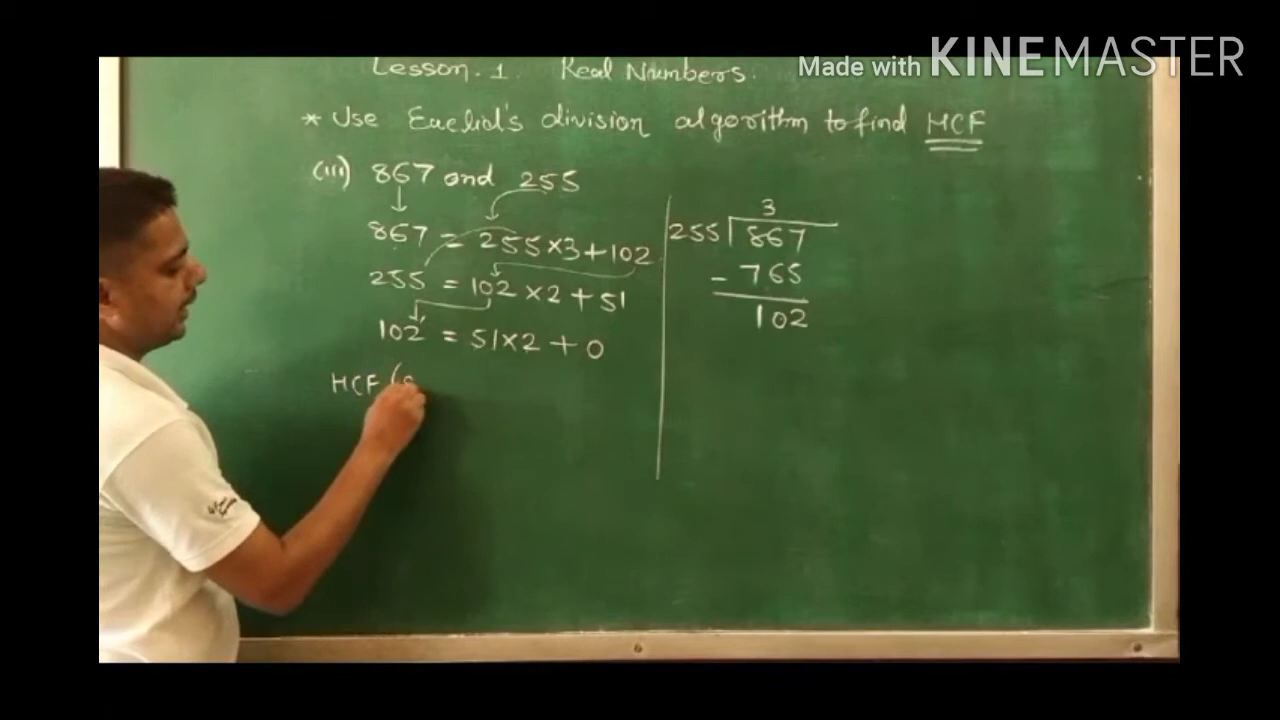 Made with KINEMASTER
Lesson. 1. Real Numbers.
* Use Euclid's division algorithm to find HCF
(iii) 867 and 255
867 = 255×3+102
255 = 102×2+51
102 = 51×2+0
HCF (
3
255 867
- 765
102